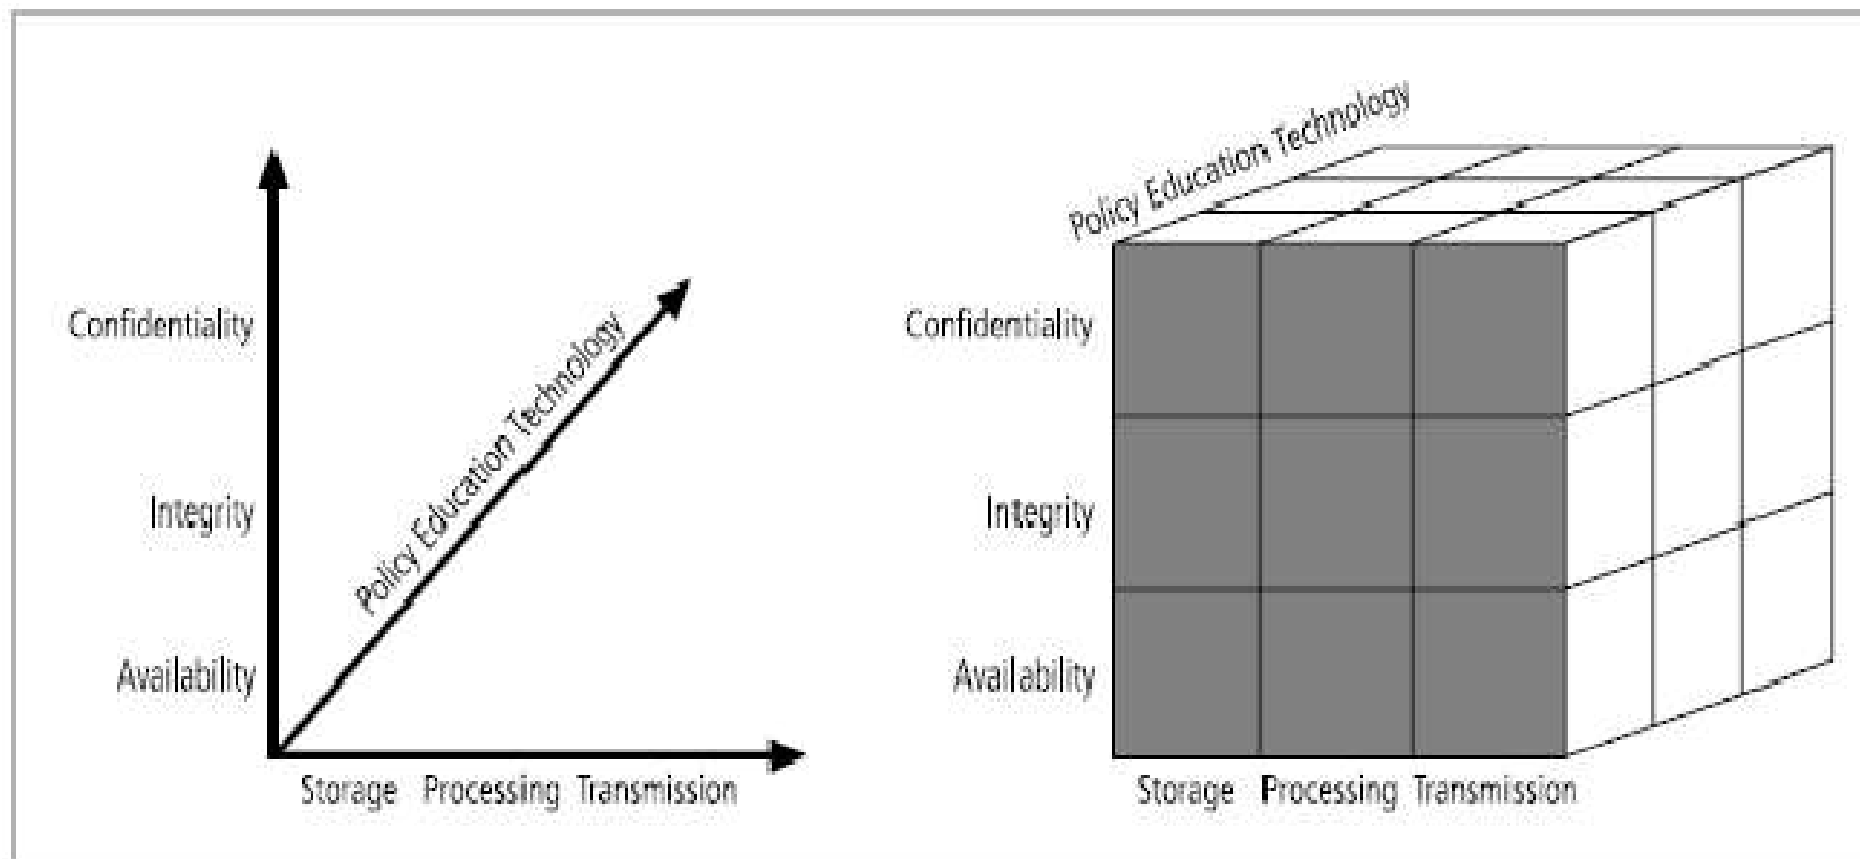 Confidentiality
Integrity
Availability
Policy Education Technology
Storage Processing Transmission
Policy Education Technology
Confidentiality
Integrity
Availability
Storage Processing Transmission